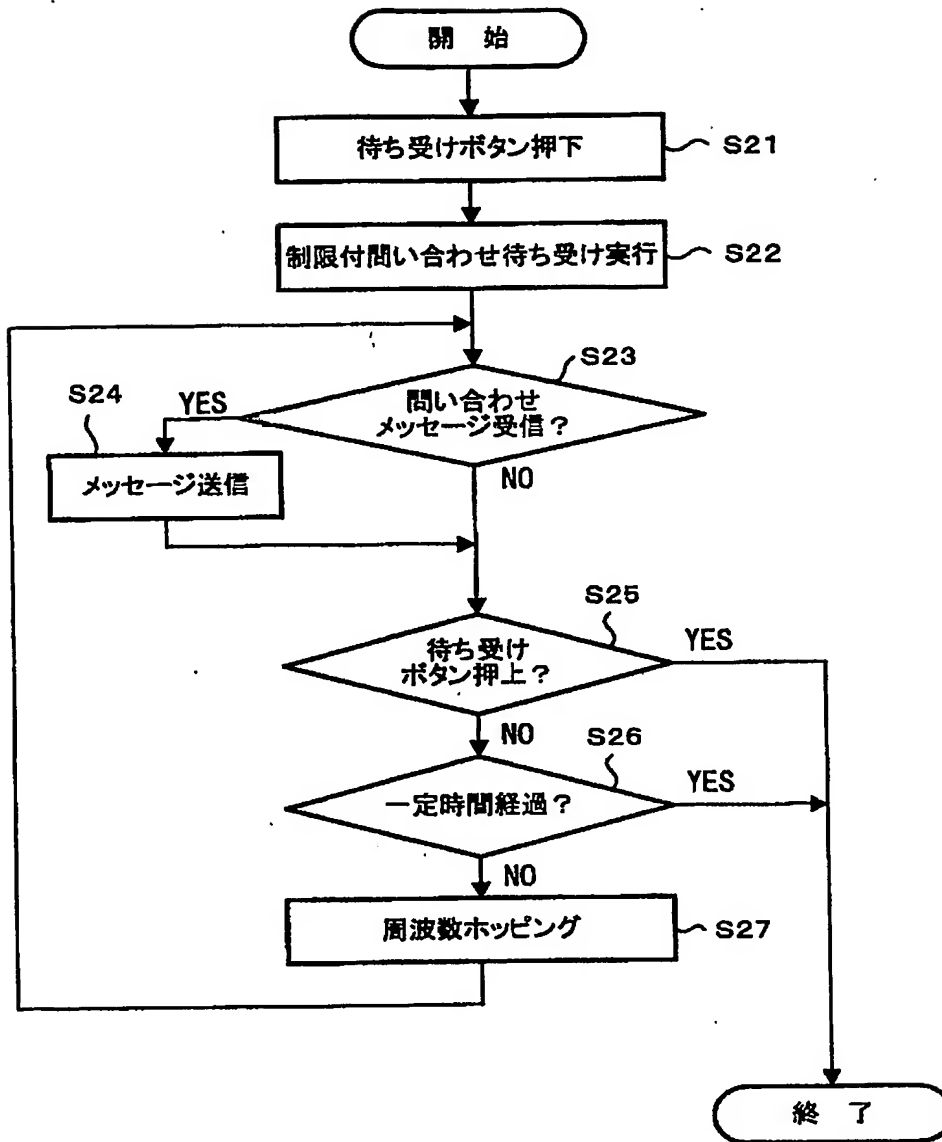 開 始
待ち受けボタン押下
S21
制限付問い合わせ待ち受け実行
S22
S23
問い合わせ
メッセージ受信？
YES
NO
S24
メッセージ送信
S25
待ち受け
ボタン押上？
YES
NO
S26
一定時間経過？
YES
NO
周波数ホッピング
S27
終 了